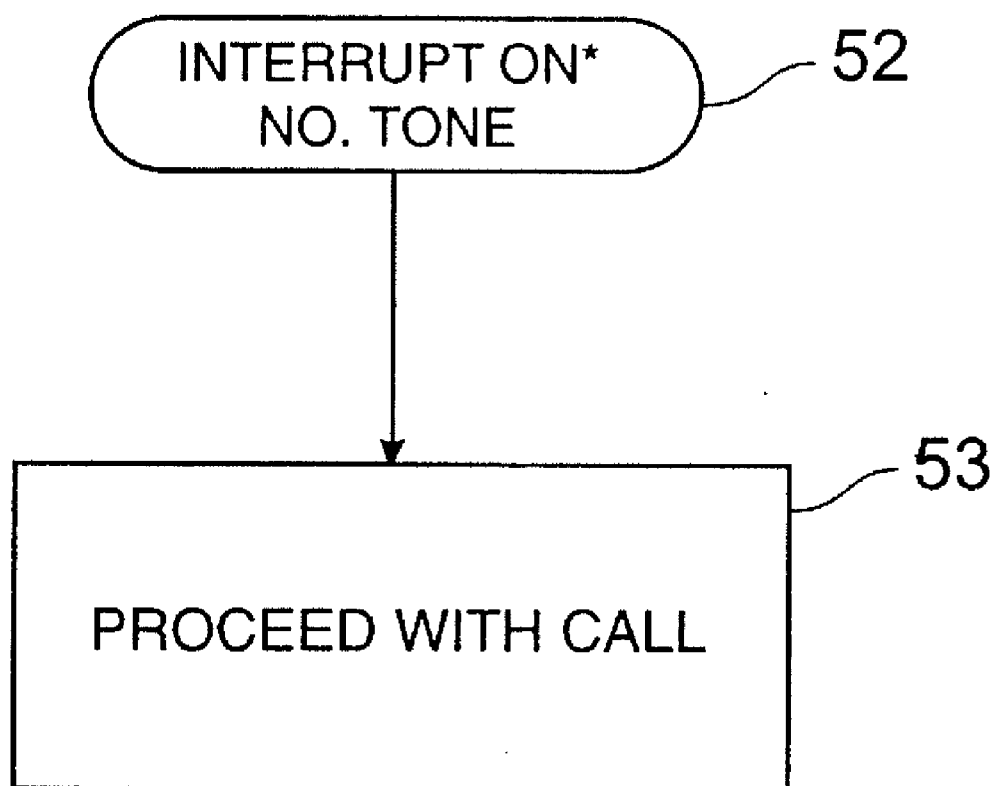 INTERRUPT ON*
NO. TONE
52
53
PROCEED WITH CALL